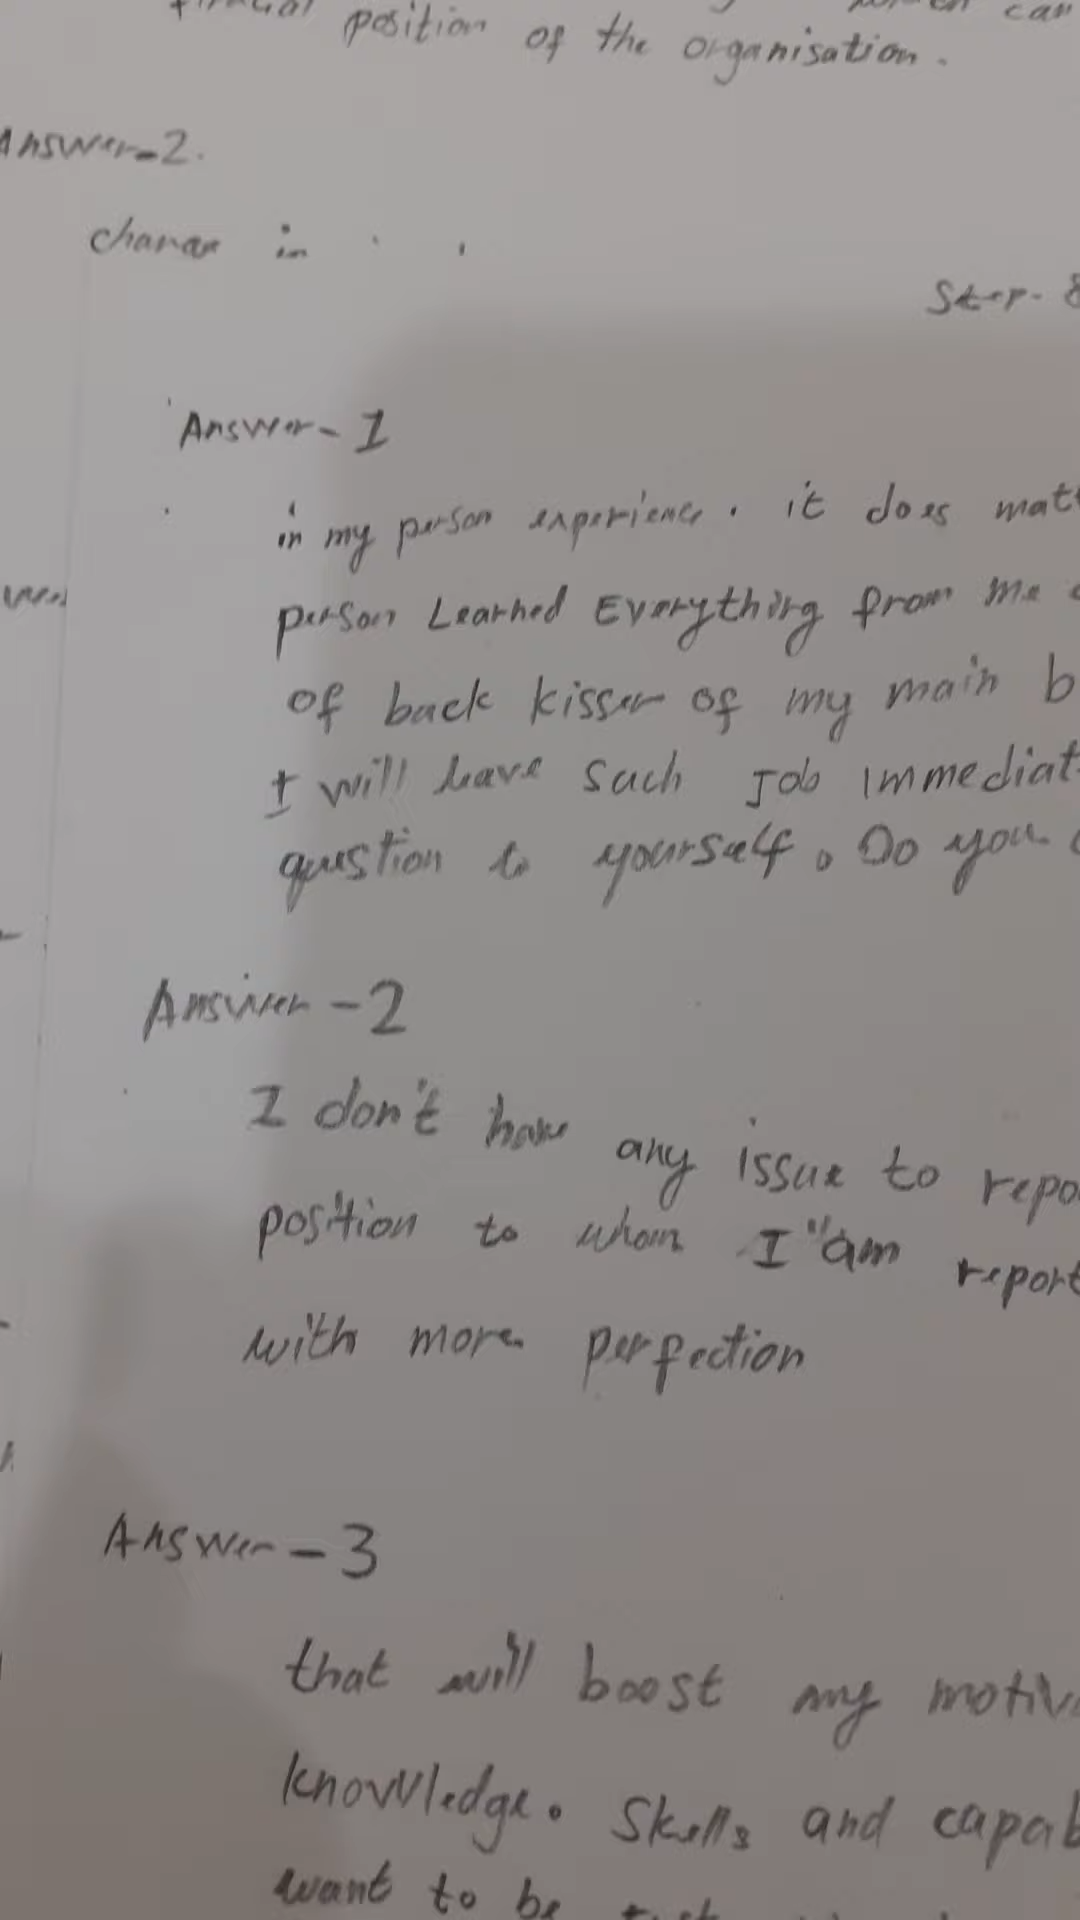 position of the organisation.
Answer-2.
change in
Step-8
Answer-1
in my person experience. it does matt
person Learned Everything from me
of back kisser of my main b
I will leave such Job immediat
question to yourself. Do you
Answer-2
I don't have any issue to repo
position to whom I am report
with more perfection
Answer-3
that will boost my motiv
knowledge. Skills and capab
want to be